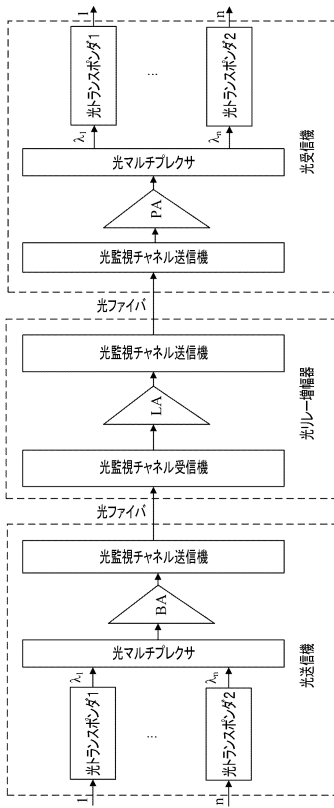 1
光トランスポンダ1
λ1
...
n
光トランスポンダ2
λn
光マルチプレクサ
BA
光監視チャネル送信機
光送信機
光ファイバ
光監視チャネル受信機
LA
光監視チャネル送信機
光リレー増幅器
光ファイバ
光監視チャネル送信機
PA
光マルチプレクサ
λ1
光トランスポンダ1
1
...
λn
光トランスポンダ2
n
光受信機